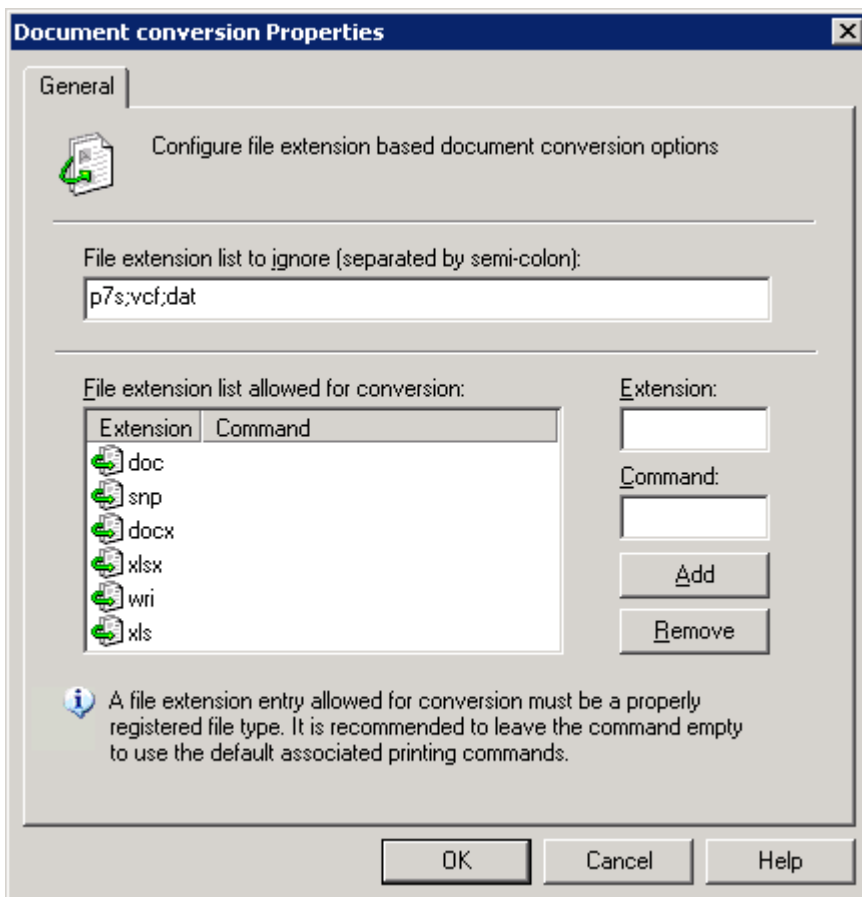 Document conversion Properties
General
Configure file extension based document conversion options
File extension list to ignore (separated by semi-colon):
p7s;vcf;dat
File extension list allowed for conversion:
Extension:
Extension Command
doc
snp
Command:
docx
xlsx
Add
wri
Remove
xls
A file extension entry allowed for conversion must be a properly
registered file type. It is recommended to leave the command empty
to use the default associated printing commands.
OK Cancel Help